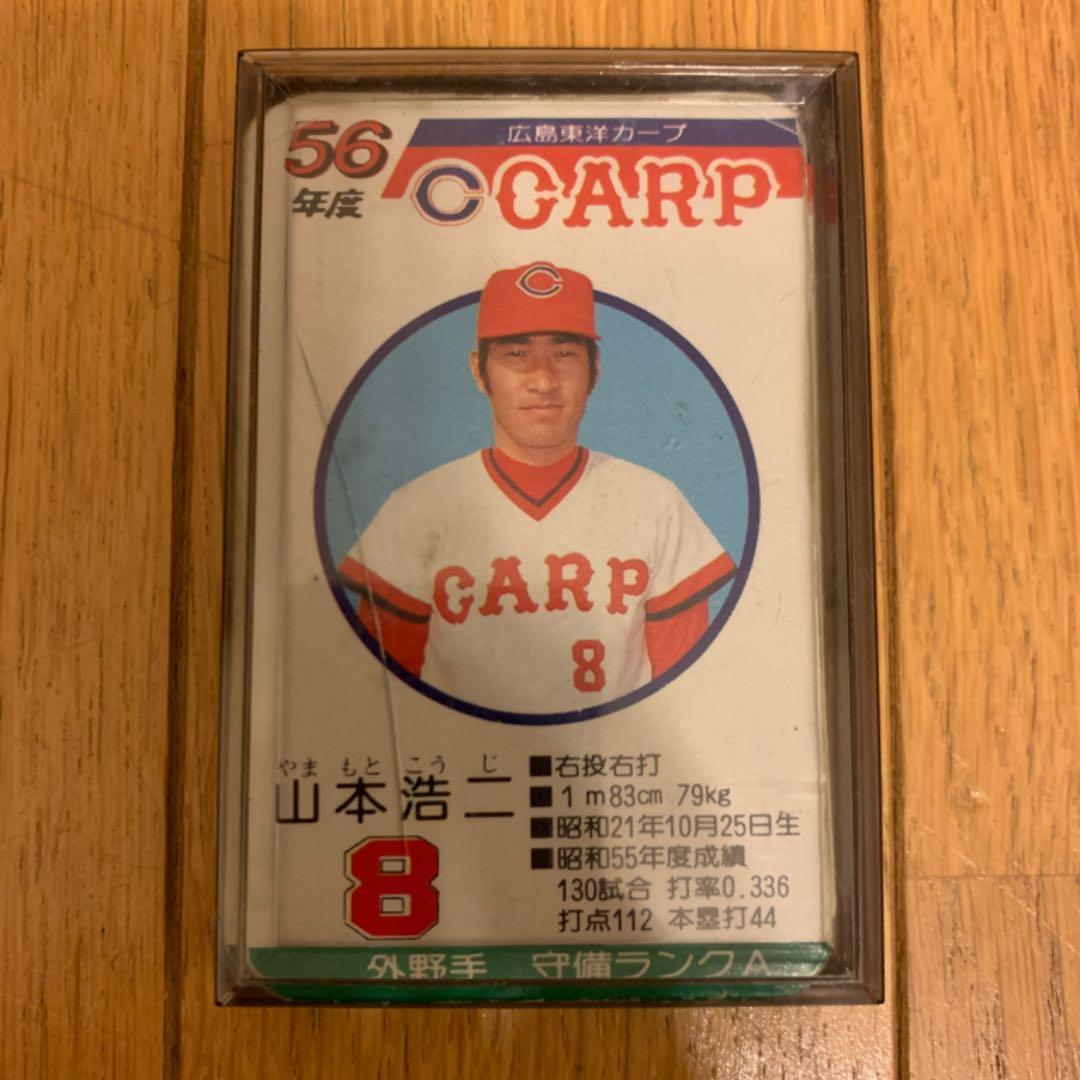 56
年度
広島東洋カープ
C CARP
C
CARP
8
やま もと こう じ
山本浩二
8
■右投右打
■1m83cm 79kg
■昭和21年10月25日生
■昭和55年度成績
130試合 打率0.336
打点112 本塁打44
外野手 守備ランクA